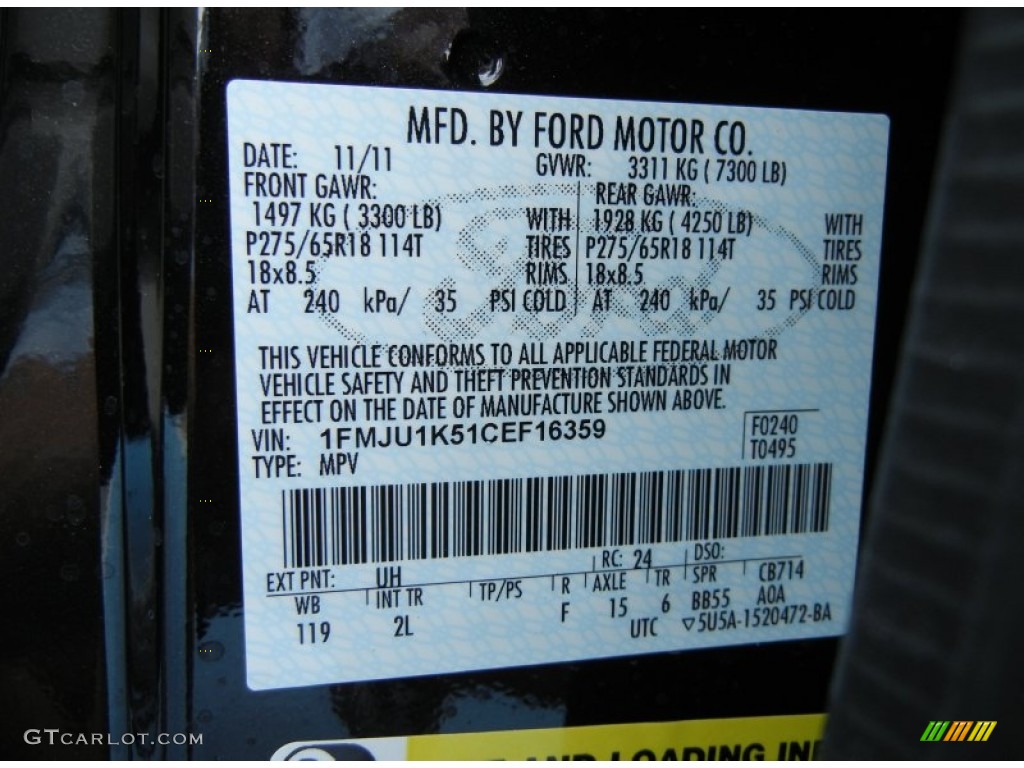 MFD. BY FORD MOTOR CO.
DATE: 11/11 GVWR: 3311 KG ( 7300 LB)
FRONT GAWR: REAR GAWR:
1497 KG ( 3300 LB) WITH 1928 KG ( 4250 LB) WITH
P275/65R18 114T TIRES P275/65R18 114T TIRES
18x8.5 RIMS 18x8.5 RIMS
AT 240 kPa/ 35 PSI COLD AT 240 kPa/ 35 PSI COLD
THIS VEHICLE CONFORMS TO ALL APPLICABLE FEDERAL MOTOR
VEHICLE SAFETY AND THEFT PREVENTION STANDARDS IN
EFFECT ON THE DATE OF MANUFACTURE SHOWN ABOVE.
VIN: 1FMJU1K51CEF16359 F0240
TYPE: MPV T0495
EXT PNT: UH RC: 24 DSO:
WB INT TR TP/PS R AXLE TR SPR CB714
119 2L F 15 6 BB55 AOA
UTC ▽5U5A-1520472-BA
AND LOADING IN
GTCARLOT.COM